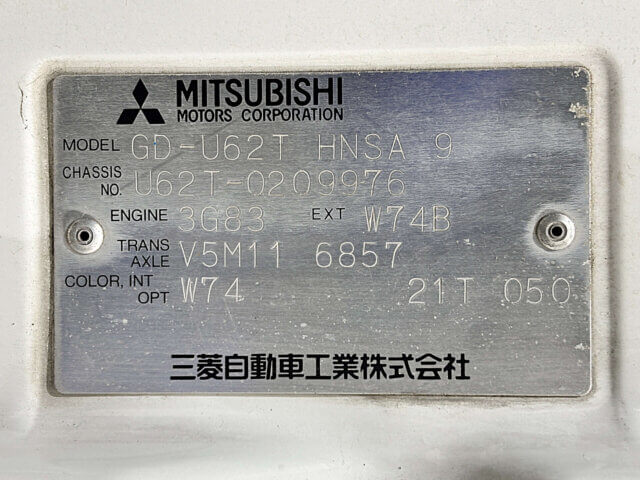 MITSUBISHI
MOTORS CORPORATION
MODEL GD-U62T HNSA 9
CHASSIS NO. U62T-0209976
ENGINE 3G83 EXT W74B
TRANS AXLE V5M11 6857
COLOR, INT OPT W74 21T 050
三菱自動車工業株式会社